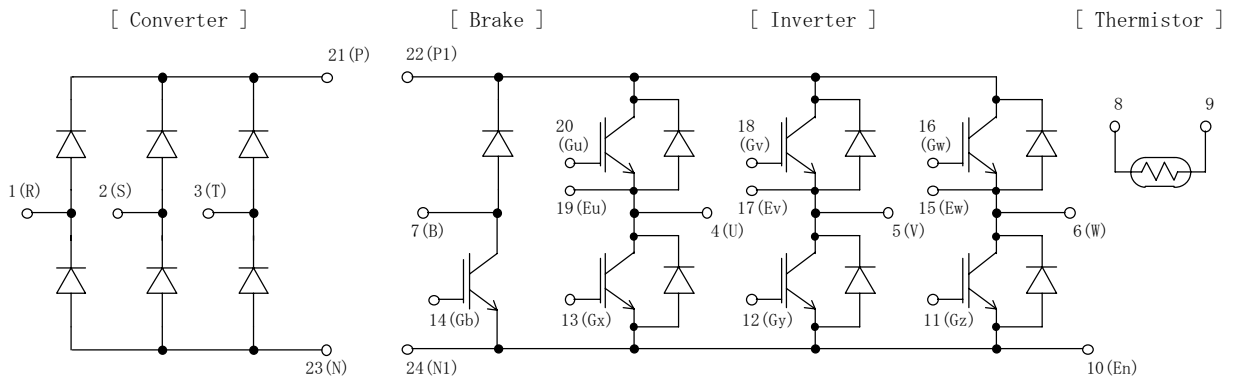 [ Converter ]
[ Brake ]
[ Inverter ]
[ Thermistor ]
21(P)
22(P1)
20
(Gu)
18
(Gv)
16
(Gw)
8
9
1(R)
2(S)
3(T)
19(Eu)
17(Ev)
15(Ew)
7(B)
4(U)
5(V)
6(W)
14(Gb)
13(Gx)
12(Gy)
11(Gz)
23(N)
24(N1)
10(En)